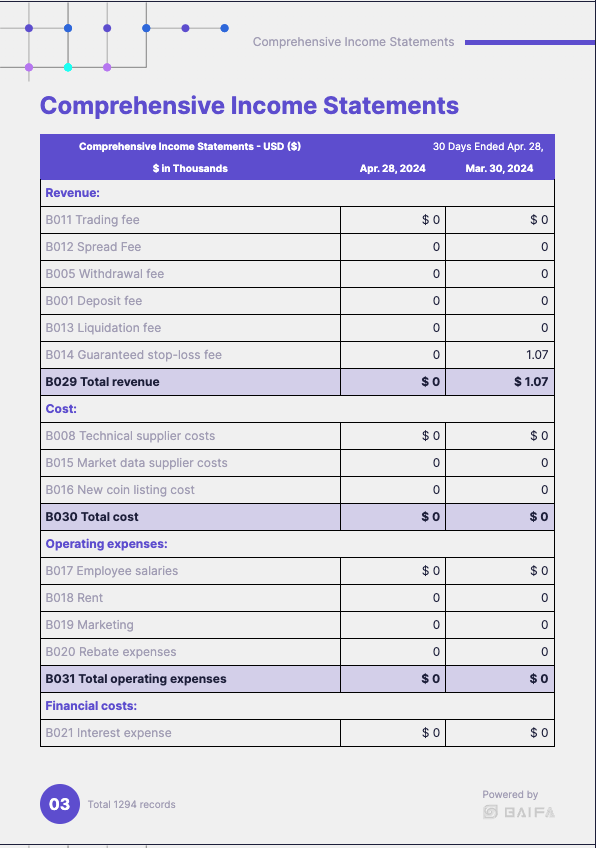 Comprehensive Income Statements
Comprehensive Income Statements
Comprehensive Income Statements - USD ($) 30 Days Ended Apr. 28,
$ in Thousands Apr. 28, 2024 Mar. 30, 2024
Revenue:
B011 Trading fee $ 0 $ 0
B012 Spread Fee 0 0
B005 Withdrawal fee 0 0
B001 Deposit fee 0 0
B013 Liquidation fee 0 0
B014 Guaranteed stop-loss fee 0 1.07
B029 Total revenue $ 0 $ 1.07
Cost:
B008 Technical supplier costs $ 0 $ 0
B015 Market data supplier costs 0 0
B016 New coin listing cost 0 0
B030 Total cost $ 0 $ 0
Operating expenses:
B017 Employee salaries $ 0 $ 0
B018 Rent 0 0
B019 Marketing 0 0
B020 Rebate expenses 0 0
B031 Total operating expenses $ 0 $ 0
Financial costs:
B021 Interest expense $ 0 $ 0
03 Total 1294 records
Powered by
BAIFA